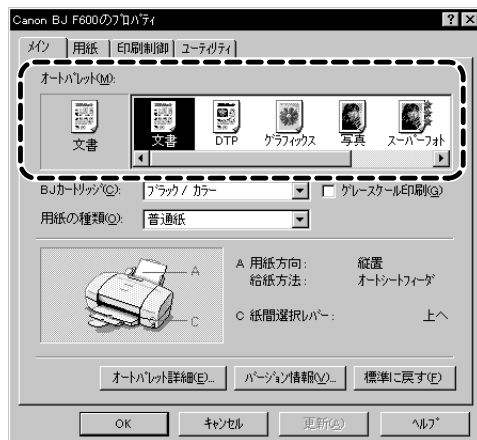 Canon BJ F600のﾌﾟﾛﾊﾟﾃｨ
ﾒｲﾝ 用紙 印刷制御 ﾕｰﾃｨﾘﾃｨ
ｵｰﾄﾊﾟﾚｯﾄ(M):
文書 文書 DTP ｸﾞﾗﾌｨｯｸｽ 写真 ｽｰﾊﾟｰﾌｫﾄ
BJｶｰﾄﾘｯｼﾞ(C): ﾌﾞﾗｯｸ / ｶﾗｰ ｸﾞﾚｰｽｹｰﾙ印刷(G)
用紙の種類(O): 普通紙
A A 用紙方向: 縦置
給紙方法: ｵｰﾄｼｰﾄﾌｨｰﾀﾞ
C C 紙間選択ﾚﾊﾞｰ: 上へ
ｵｰﾄﾊﾟﾚｯﾄ詳細(E)... ﾊﾞｰｼﾞｮﾝ情報(V)... 標準に戻す(F)
OK ｷｬﾝｾﾙ 更新(A) ﾍﾙﾌﾟ